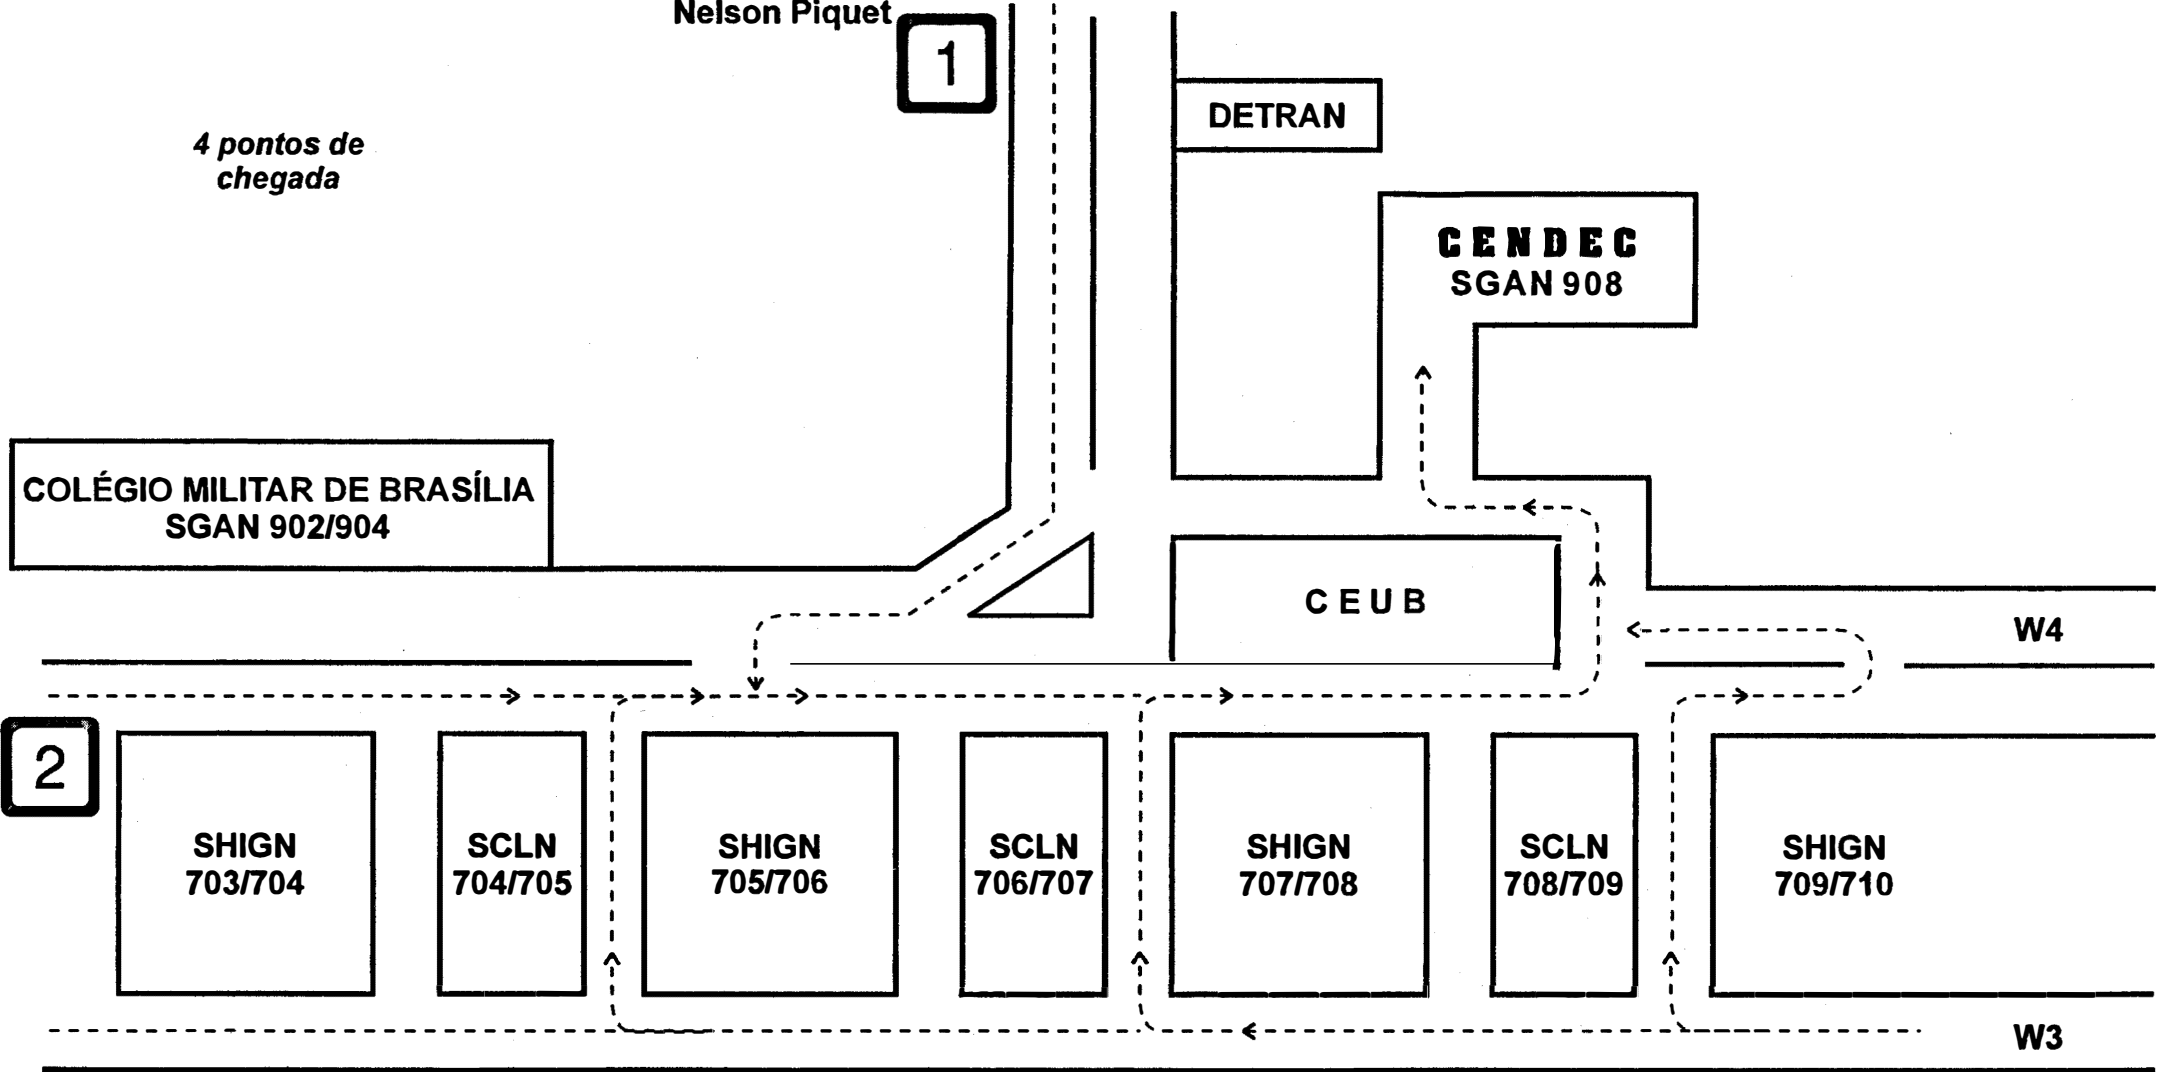 Nelson Piquet
1
DETRAN
4 pontos de
chegada
CENDEC
SGAN 908
COLÉGIO MILITAR DE BRASÍLIA
SGAN 902/904
CEUB
W4
2
SHIGN
703/704
SCLN
704/705
SHIGN
705/706
SCLN
706/707
SHIGN
707/708
SCLN
708/709
SHIGN
709/710
W3